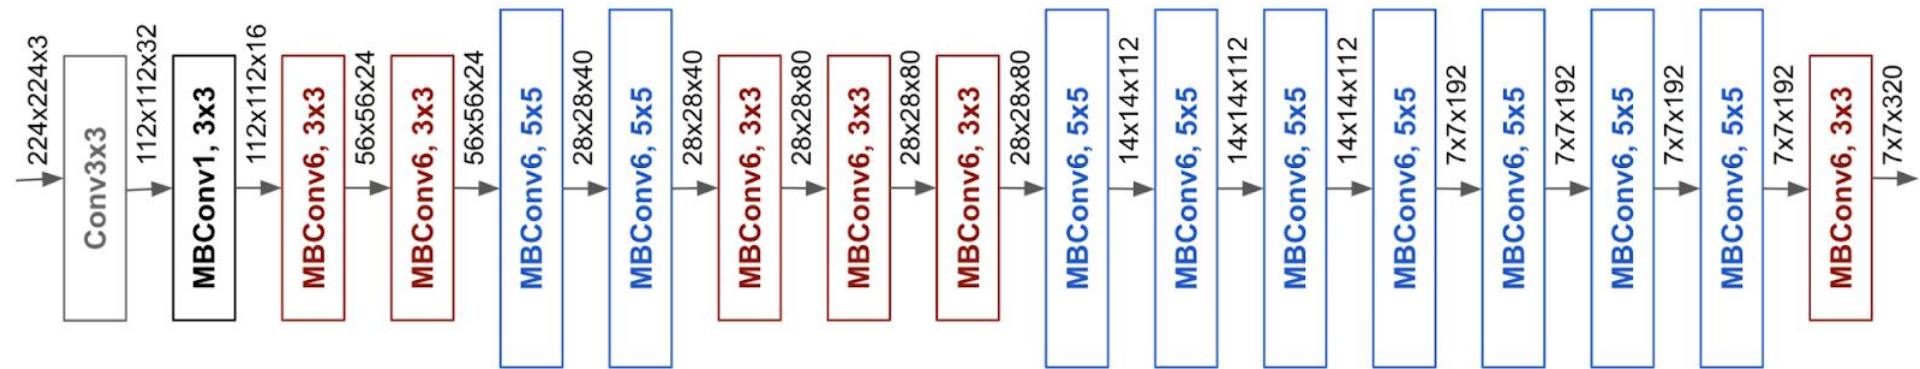 224x224x3
Conv3x3
112x112x32
MBConv1, 3x3
112x112x16
MBConv6, 3x3
56x56x24
MBConv6, 3x3
56x56x24
MBConv6, 5x5
28x28x40
MBConv6, 5x5
28x28x40
MBConv6, 3x3
28x28x80
MBConv6, 3x3
28x28x80
MBConv6, 3x3
28x28x80
MBConv6, 5x5
14x14x112
MBConv6, 5x5
14x14x112
MBConv6, 5x5
14x14x112
MBConv6, 5x5
7x7x192
MBConv6, 5x5
7x7x192
MBConv6, 5x5
7x7x192
MBConv6, 5x5
7x7x192
MBConv6, 3x3
7x7x320